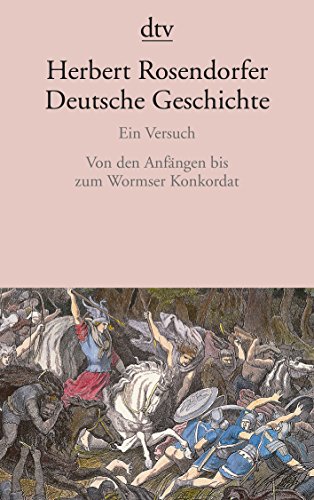 dtv
Herbert Rosendorfer
Deutsche Geschichte
Ein Versuch
Von den Anfängen bis
zum Wormser Konkordat